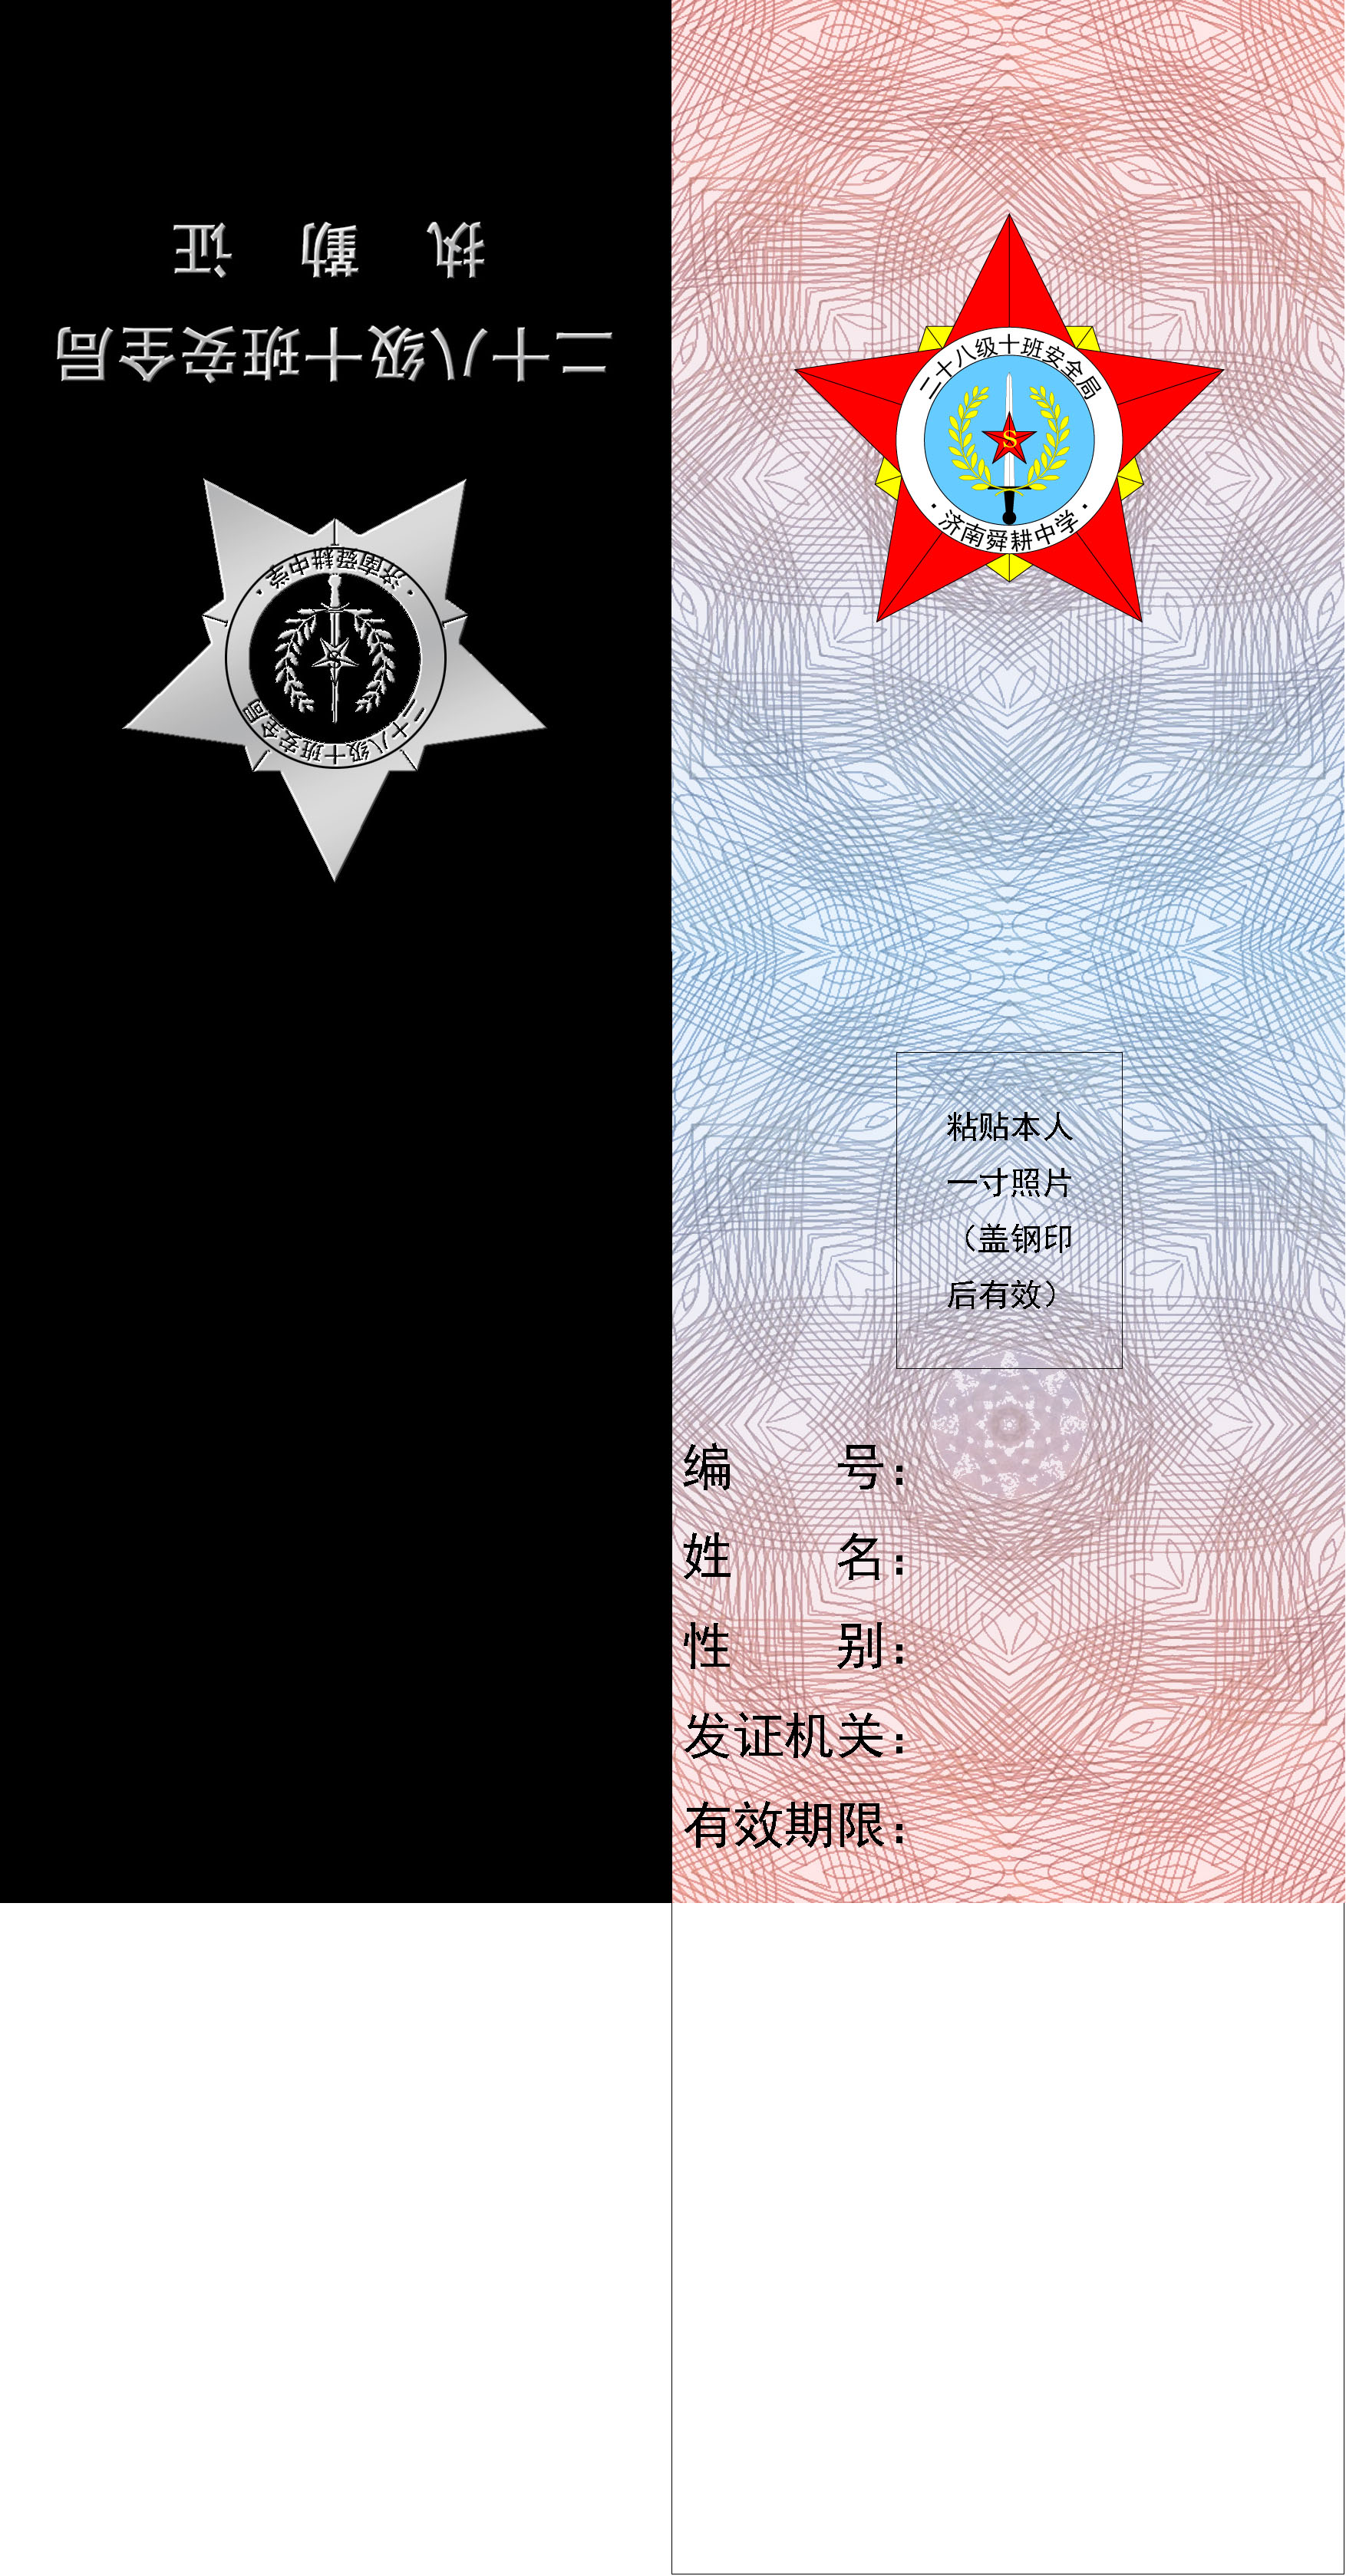 二十八级十班安全局
执 勤 证
二十八级十班安全局
·济南舜耕中学·
二十八级十班安全局
S
·济南舜耕中学·
粘贴本人
一寸照片
（盖钢印
后有效）
编 号：
姓 名：
性 别：
发证机关：
有效期限：